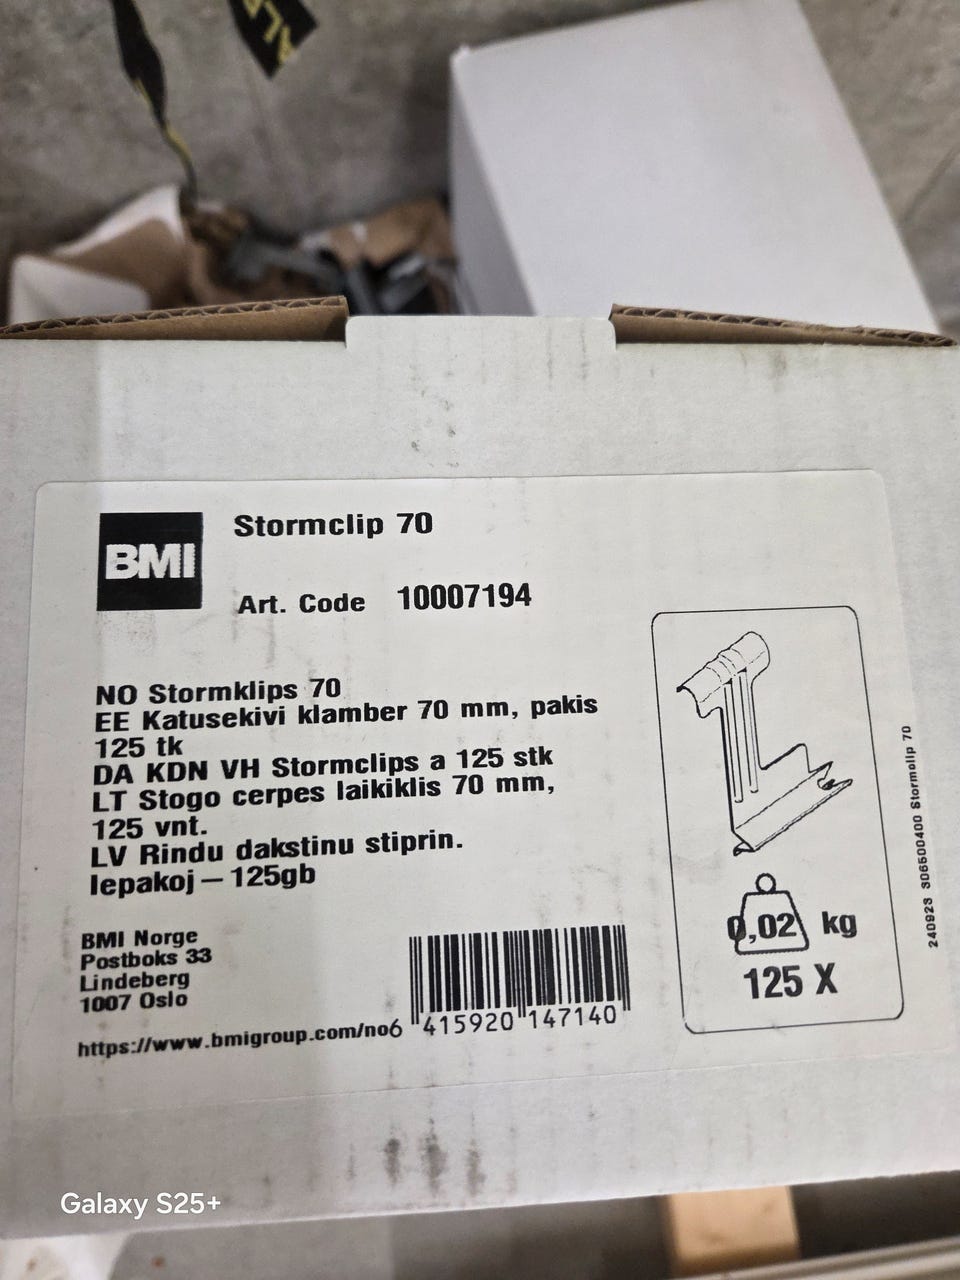 BMI
Stormclip 70
Art. Code 10007194
NO Stormklips 70
EE Katusekivi klamber 70 mm, pakis
125 tk
DA KDN VH Stormclips a 125 stk
LT Stogo cerpes laikiklis 70 mm,
125 vnt.
LV Rindu dakstinu stiprin.
Iepakoj – 125gb
BMI Norge
Postboks 33
Lindeberg
1007 Oslo
https://www.bmigroup.com/no
6 415920 147140
0,02 kg
125 X
240923 306500400 Stormclip 70
Galaxy S25+